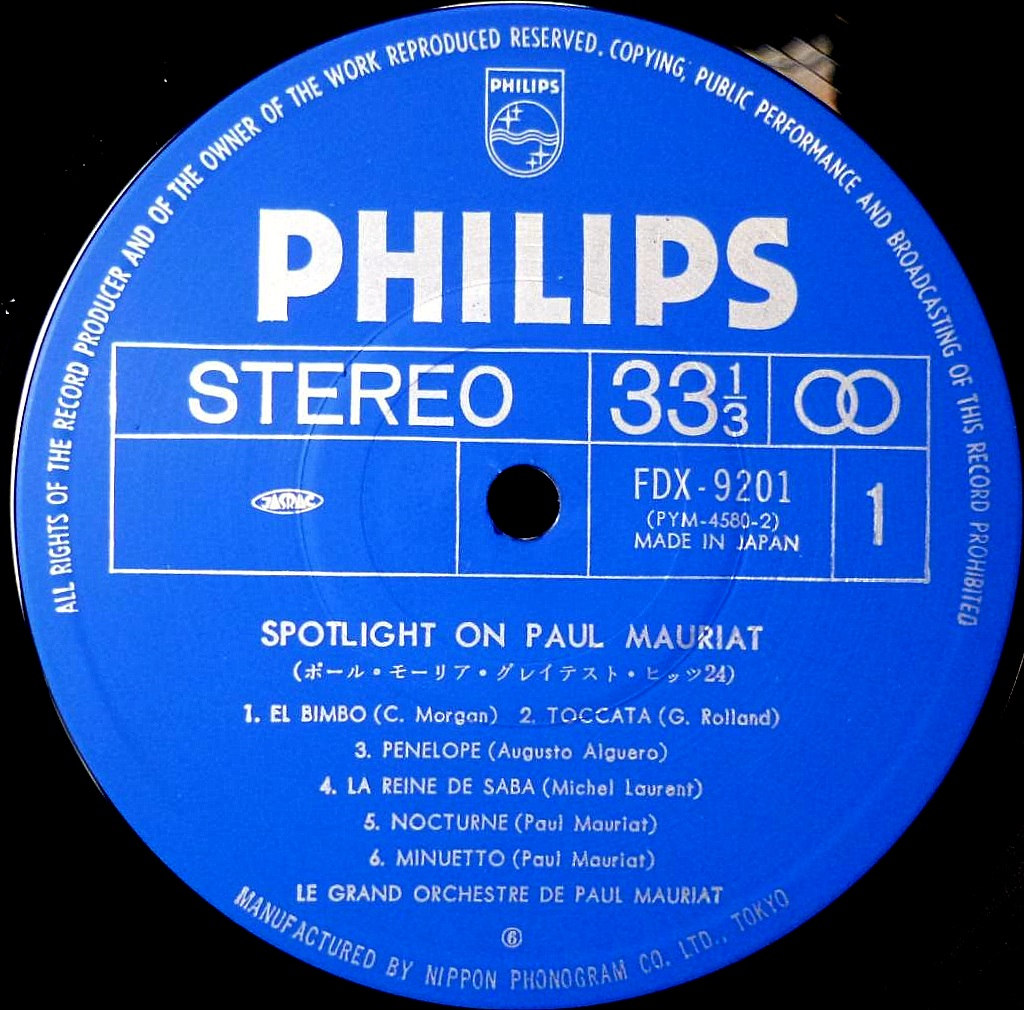 ALL RIGHTS OF THE RECORD PRODUCER AND OF THE OWNER OF THE WORK REPRODUCED RESERVED. COPYING, PUBLIC PERFORMANCE AND BROADCASTING OF THIS RECORD PROHIBITED
PHILIPS
PHILIPS
STEREO 33 1/3
JASRAC
FDX-9201 1
(PYM-4580-2)
MADE IN JAPAN
SPOTLIGHT ON PAUL MAURIAT
(ポール・モーリア・グレイテスト・ヒッツ24)
1. EL BIMBO (C. Morgan) 2. TOCCATA (G. Rolland)
3. PENELOPE (Augusto Alguero)
4. LA REINE DE SABA (Michel Laurent)
5. NOCTURNE (Paul Mauriat)
6. MINUETTO (Paul Mauriat)
LE GRAND ORCHESTRE DE PAUL MAURIAT
⑥
MANUFACTURED BY NIPPON PHONOGRAM CO. LTD., TOKYO